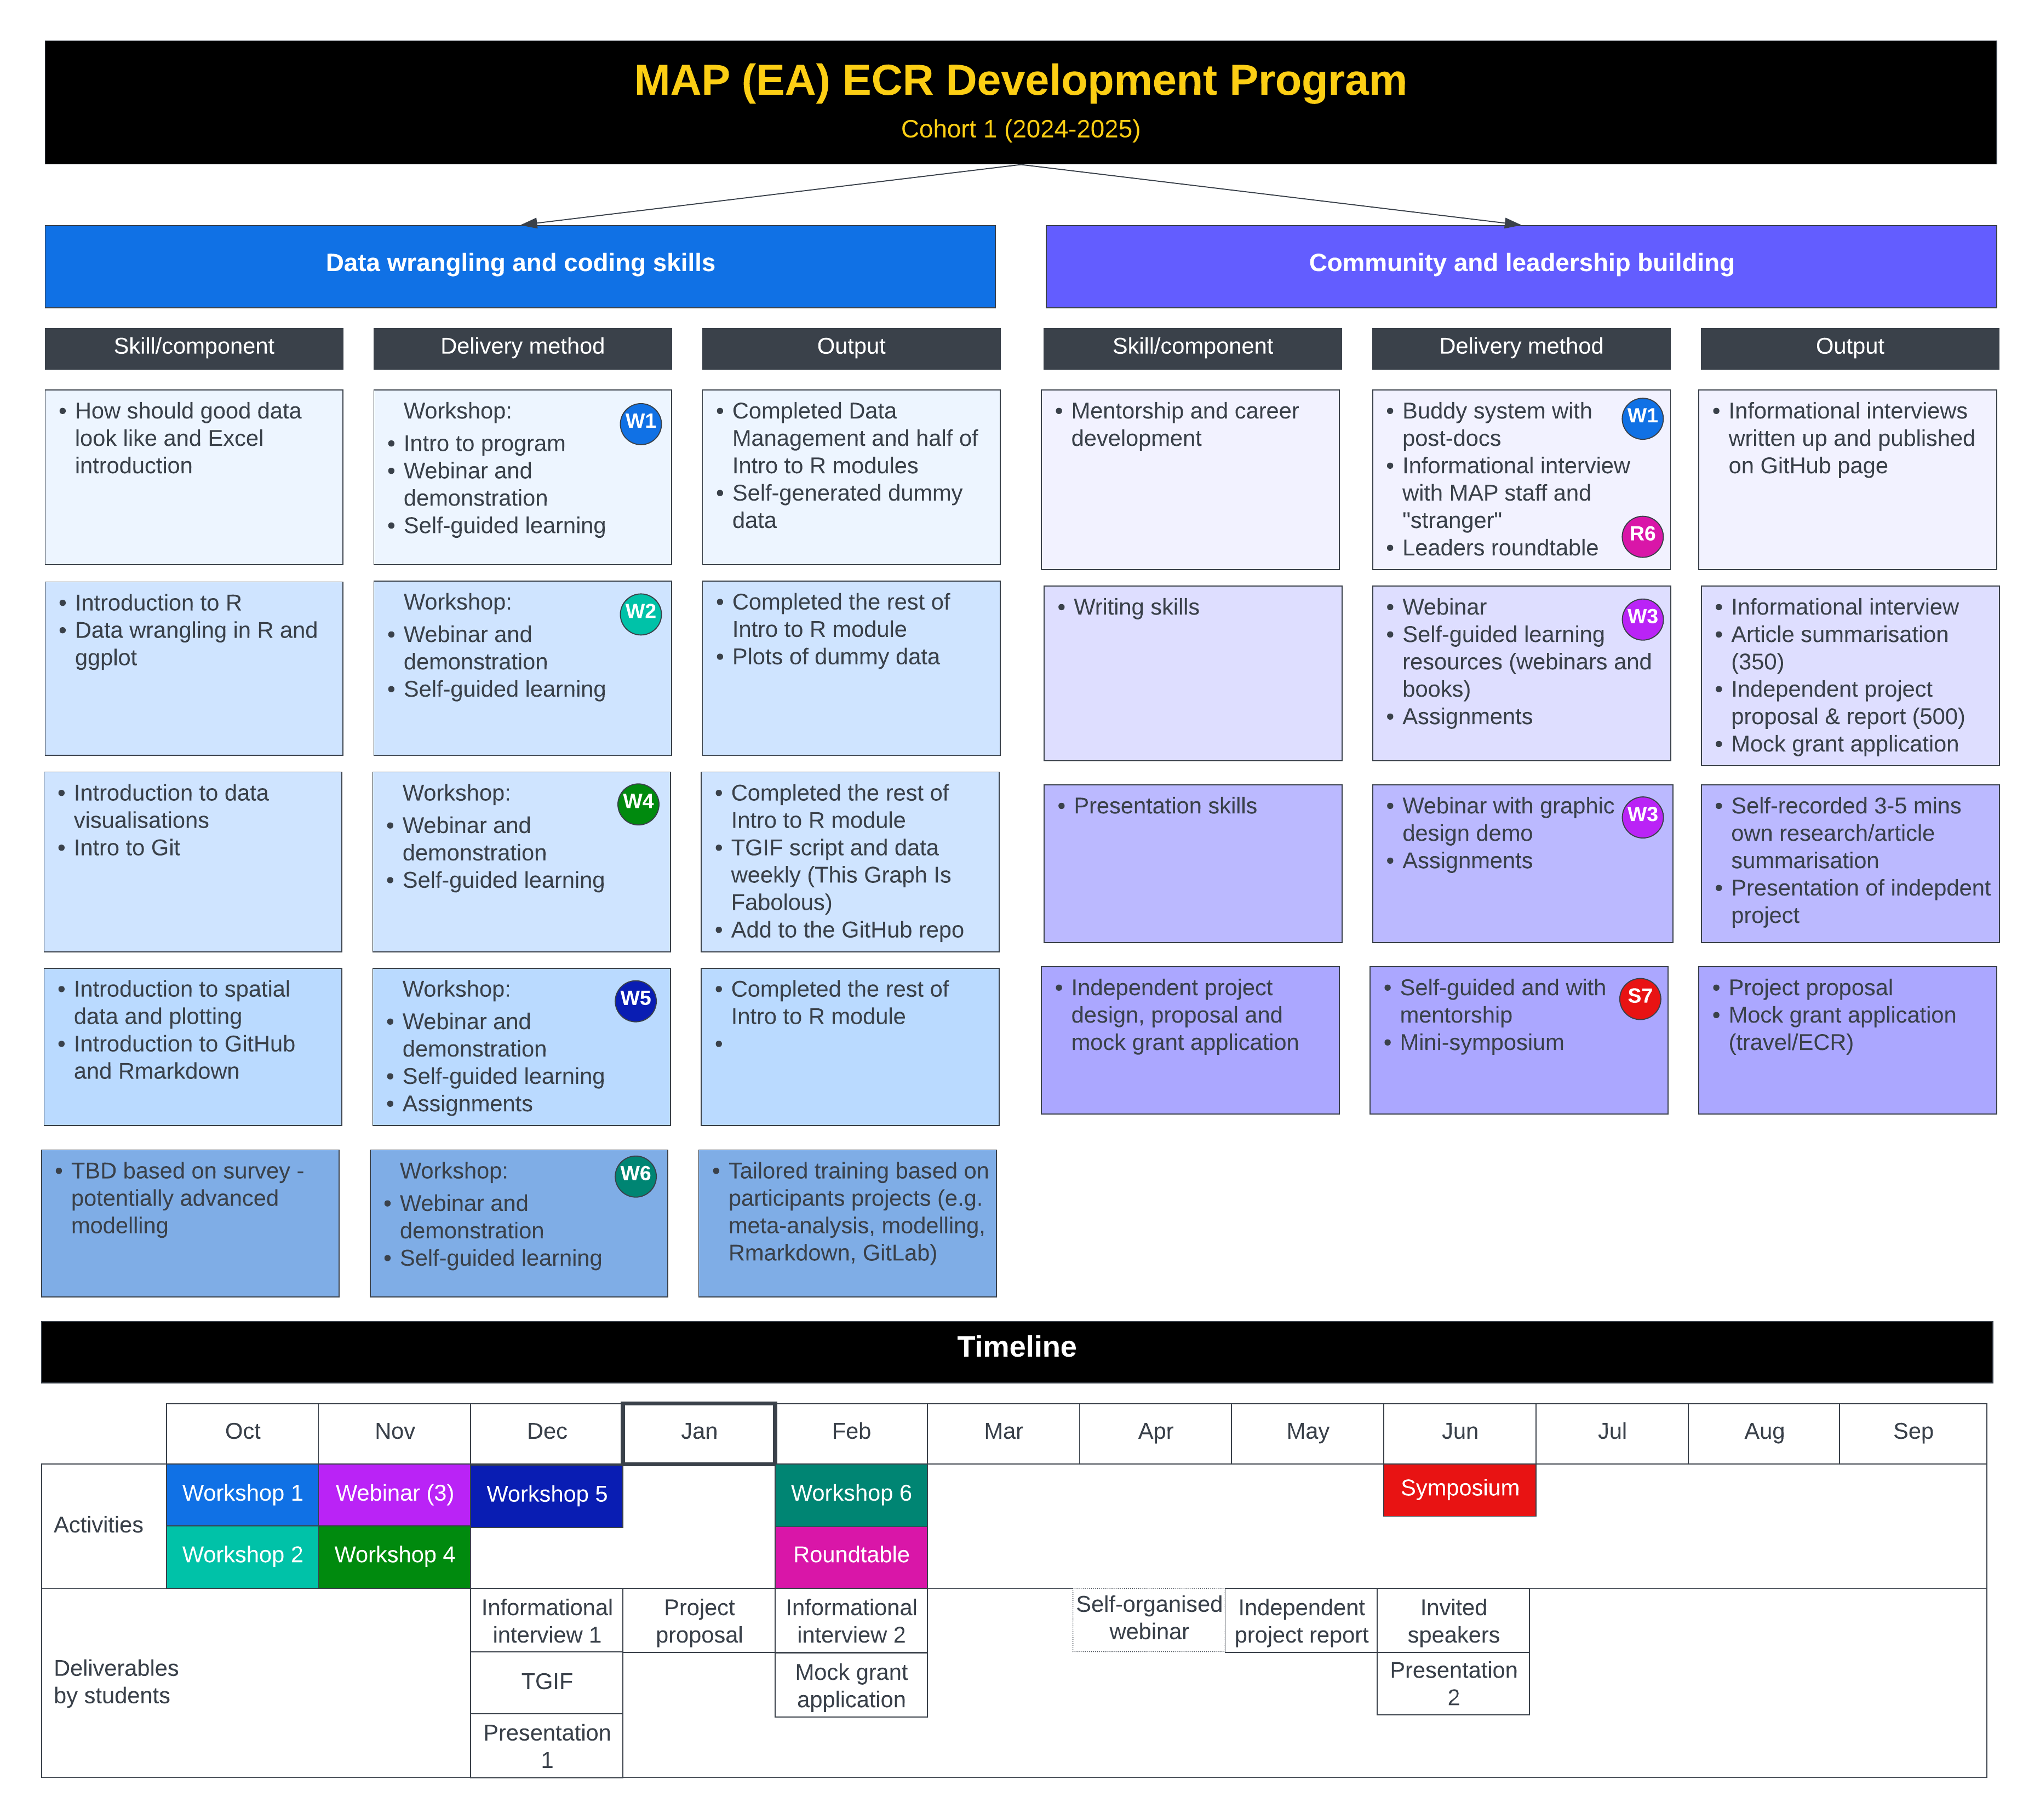 MAP (EA) ECR Development Program
Cohort 1 (2024-2025)
Data wrangling and coding skills
Community and leadership building
Skill/component
Delivery method
Output
Skill/component
Delivery method
Output
• How should good data
look like and Excel
introduction
Workshop:
W1
• Intro to program
• Webinar and
demonstration
• Self-guided learning
• Completed Data
Management and half of
Intro to R modules
• Self-generated dummy
data
• Mentorship and career
development
• Buddy system with
post-docs
W1
• Informational interview
with MAP staff and
"stranger"
• Leaders roundtable
R6
• Informational interviews
written up and published
on GitHub page
• Introduction to R
• Data wrangling in R and
ggplot
Workshop:
W2
• Webinar and
demonstration
• Self-guided learning
• Completed the rest of
Intro to R module
• Plots of dummy data
• Writing skills
• Webinar
W3
• Self-guided learning
resources (webinars and
books)
• Assignments
• Informational interview
• Article summarisation
(350)
• Independent project
proposal & report (500)
• Mock grant application
• Introduction to data
visualisations
• Intro to Git
Workshop:
W4
• Webinar and
demonstration
• Self-guided learning
• Completed the rest of
Intro to R module
• TGIF script and data
weekly (This Graph Is
Fabolous)
• Add to the GitHub repo
• Presentation skills
• Webinar with graphic
design demo
W3
• Assignments
• Self-recorded 3-5 mins
own research/article
summarisation
• Presentation of indepdent
project
• Introduction to spatial
data and plotting
• Introduction to GitHub
and Rmarkdown
Workshop:
W5
• Webinar and
demonstration
• Self-guided learning
• Assignments
• Completed the rest of
Intro to R module
•
• Independent project
design, proposal and
mock grant application
• Self-guided and with
mentorship
S7
• Mini-symposium
• Project proposal
• Mock grant application
(travel/ECR)
• TBD based on survey -
potentially advanced
modelling
Workshop:
W6
• Webinar and
demonstration
• Self-guided learning
• Tailored training based on
participants projects (e.g.
meta-analysis, modelling,
Rmarkdown, GitLab)
Timeline
Oct
Nov
Dec
Jan
Feb
Mar
Apr
May
Jun
Jul
Aug
Sep
Activities
Workshop 1
Webinar (3)
Workshop 5
Workshop 6
Symposium
Workshop 2
Workshop 4
Roundtable
Deliverables
by students
Informational
interview 1
Project
proposal
Informational
interview 2
Self-organised
webinar
Independent
project report
Invited
speakers
TGIF
Mock grant
application
Presentation
2
Presentation
1